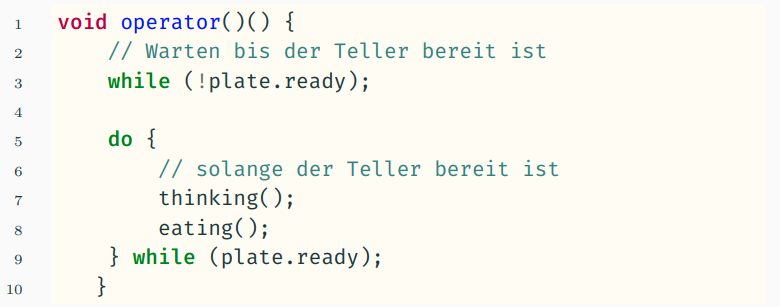 1 void operator()() {
2 // Warten bis der Teller bereit ist
3 while (!plate.ready);
4
5 do {
6 // solange der Teller bereit ist
7 thinking();
8 eating();
9 } while (plate.ready);
10 }